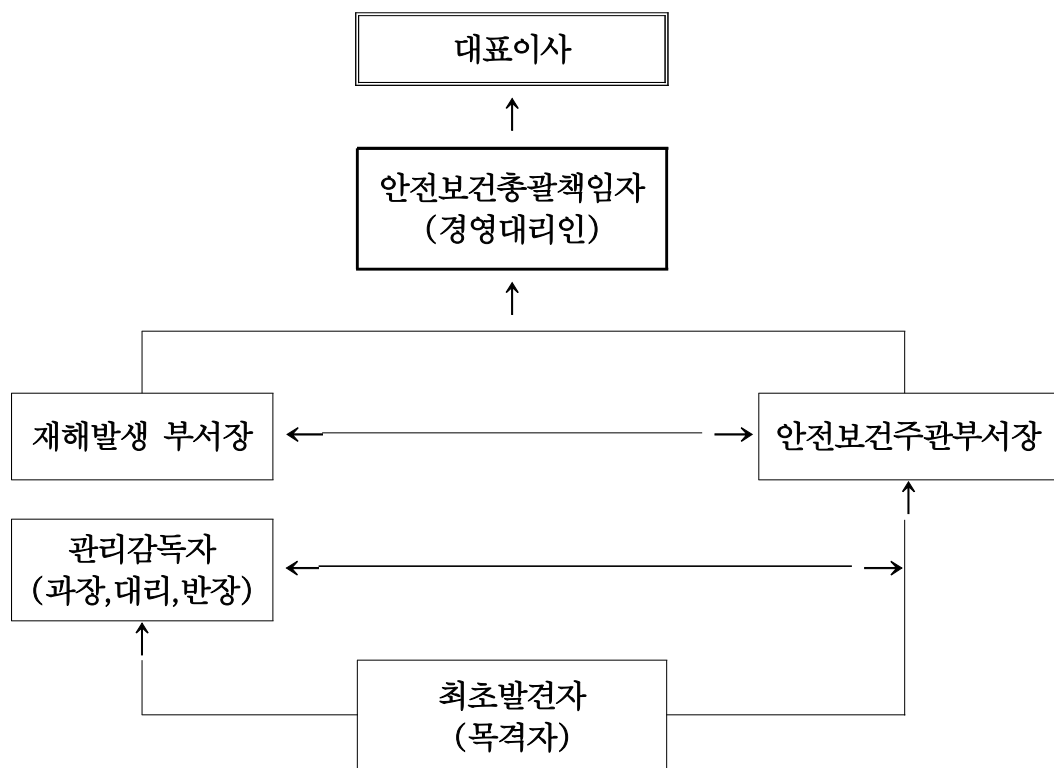 대표이사
안전보건총괄책임자
(경영대리인)
재해발생 부서장
안전보건주관부서장
관리감독자
(과장,대리,반장)
최초발견자
(목격자)